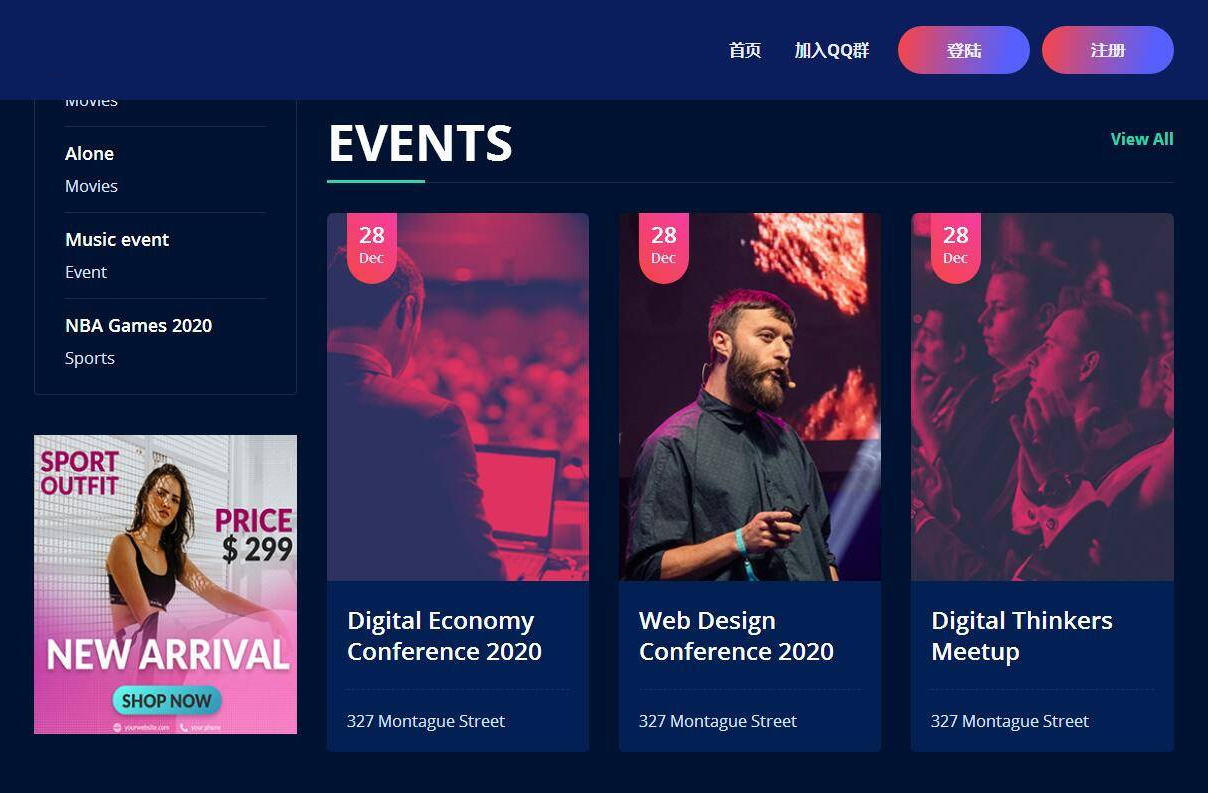 首页 加入QQ群 登陆 注册
Movies
Alone
Movies
Music event
Event
NBA Games 2020
Sports
SPORT
OUTFIT
PRICE
$ 299
NEW ARRIVAL
SHOP NOW
yourwebsite.com your phone
EVENTS
View All
28
Dec
Digital Economy
Conference 2020
327 Montague Street
28
Dec
Web Design
Conference 2020
327 Montague Street
28
Dec
Digital Thinkers
Meetup
327 Montague Street